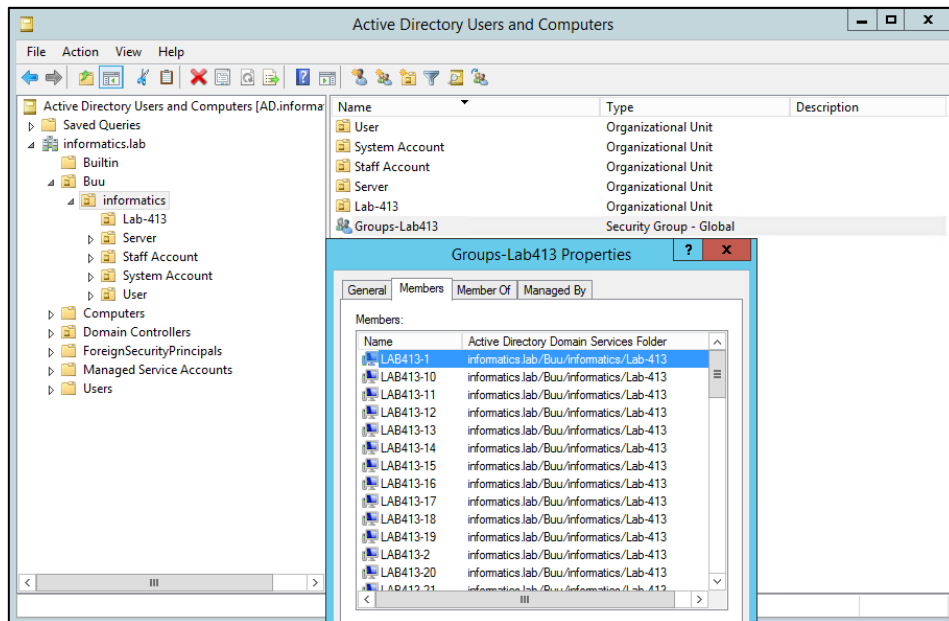 Active Directory Users and Computers
File Action View Help
Active Directory Users and Computers [AD.informa
Saved Queries
informatics.lab
Builtin
Buu
informatics
Lab-413
Server
Staff Account
System Account
User
Computers
Domain Controllers
ForeignSecurityPrincipals
Managed Service Accounts
Users
Name Type Description
User Organizational Unit
System Account Organizational Unit
Staff Account Organizational Unit
Server Organizational Unit
Lab-413 Organizational Unit
Groups-Lab413 Security Group - Global
Groups-Lab413 Properties ? x
General Members Member Of Managed By
Members:
Name Active Directory Domain Services Folder
LAB413-1 informatics.lab/Buu/informatics/Lab-413
LAB413-10 informatics.lab/Buu/informatics/Lab-413
LAB413-11 informatics.lab/Buu/informatics/Lab-413
LAB413-12 informatics.lab/Buu/informatics/Lab-413
LAB413-13 informatics.lab/Buu/informatics/Lab-413
LAB413-14 informatics.lab/Buu/informatics/Lab-413
LAB413-15 informatics.lab/Buu/informatics/Lab-413
LAB413-16 informatics.lab/Buu/informatics/Lab-413
LAB413-17 informatics.lab/Buu/informatics/Lab-413
LAB413-18 informatics.lab/Buu/informatics/Lab-413
LAB413-19 informatics.lab/Buu/informatics/Lab-413
LAB413-2 informatics.lab/Buu/informatics/Lab-413
LAB413-20 informatics.lab/Buu/informatics/Lab-413
LAB413-21 informatics.lab/Buu/informatics/Lab-413